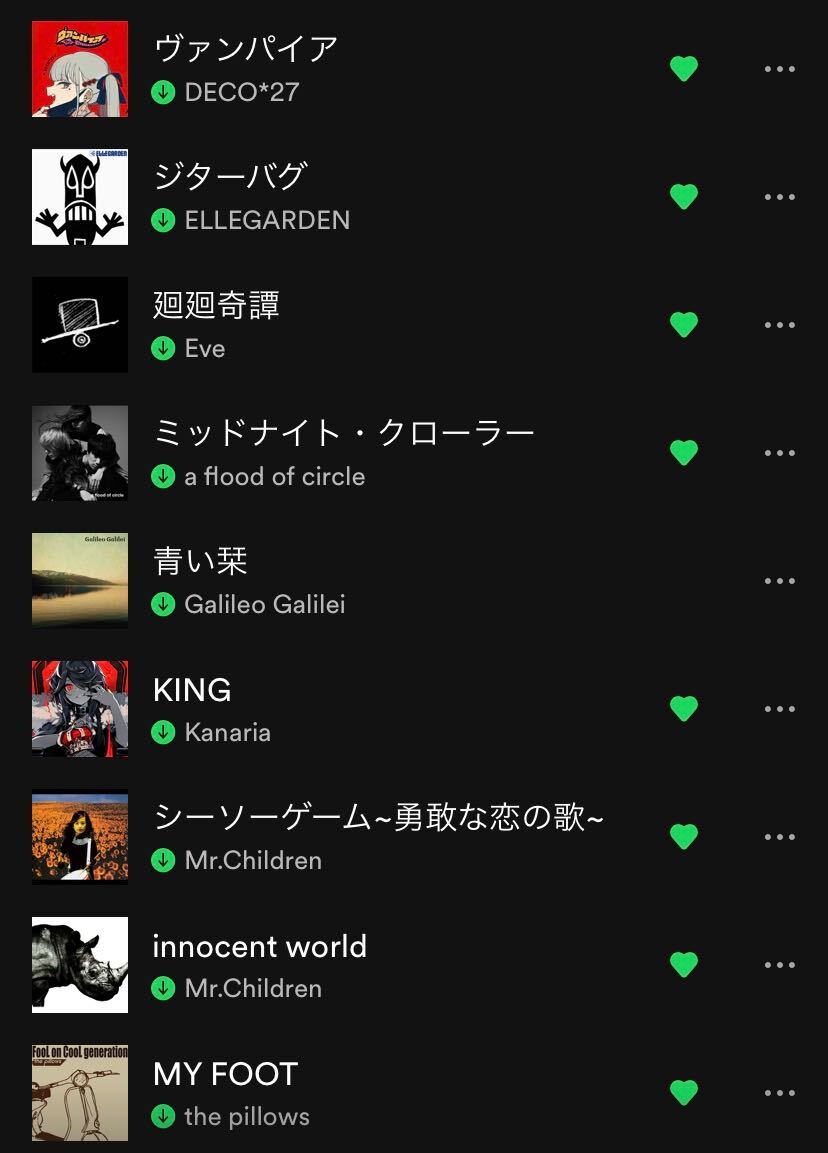 ヴァンパイア
DECO*27
ELLEGARDEN
ジターバグ
ELLEGARDEN
廻廻奇譚
Eve
ミッドナイト・クローラー
a flood of circle
a flood of circle
Galileo Galilei
青い栞
Galileo Galilei
KING
Kanaria
シーソーゲーム~勇敢な恋の歌~
Mr.Children
innocent world
Mr.Children
Fool on Cool generation
the pillows
MY FOOT
the pillows